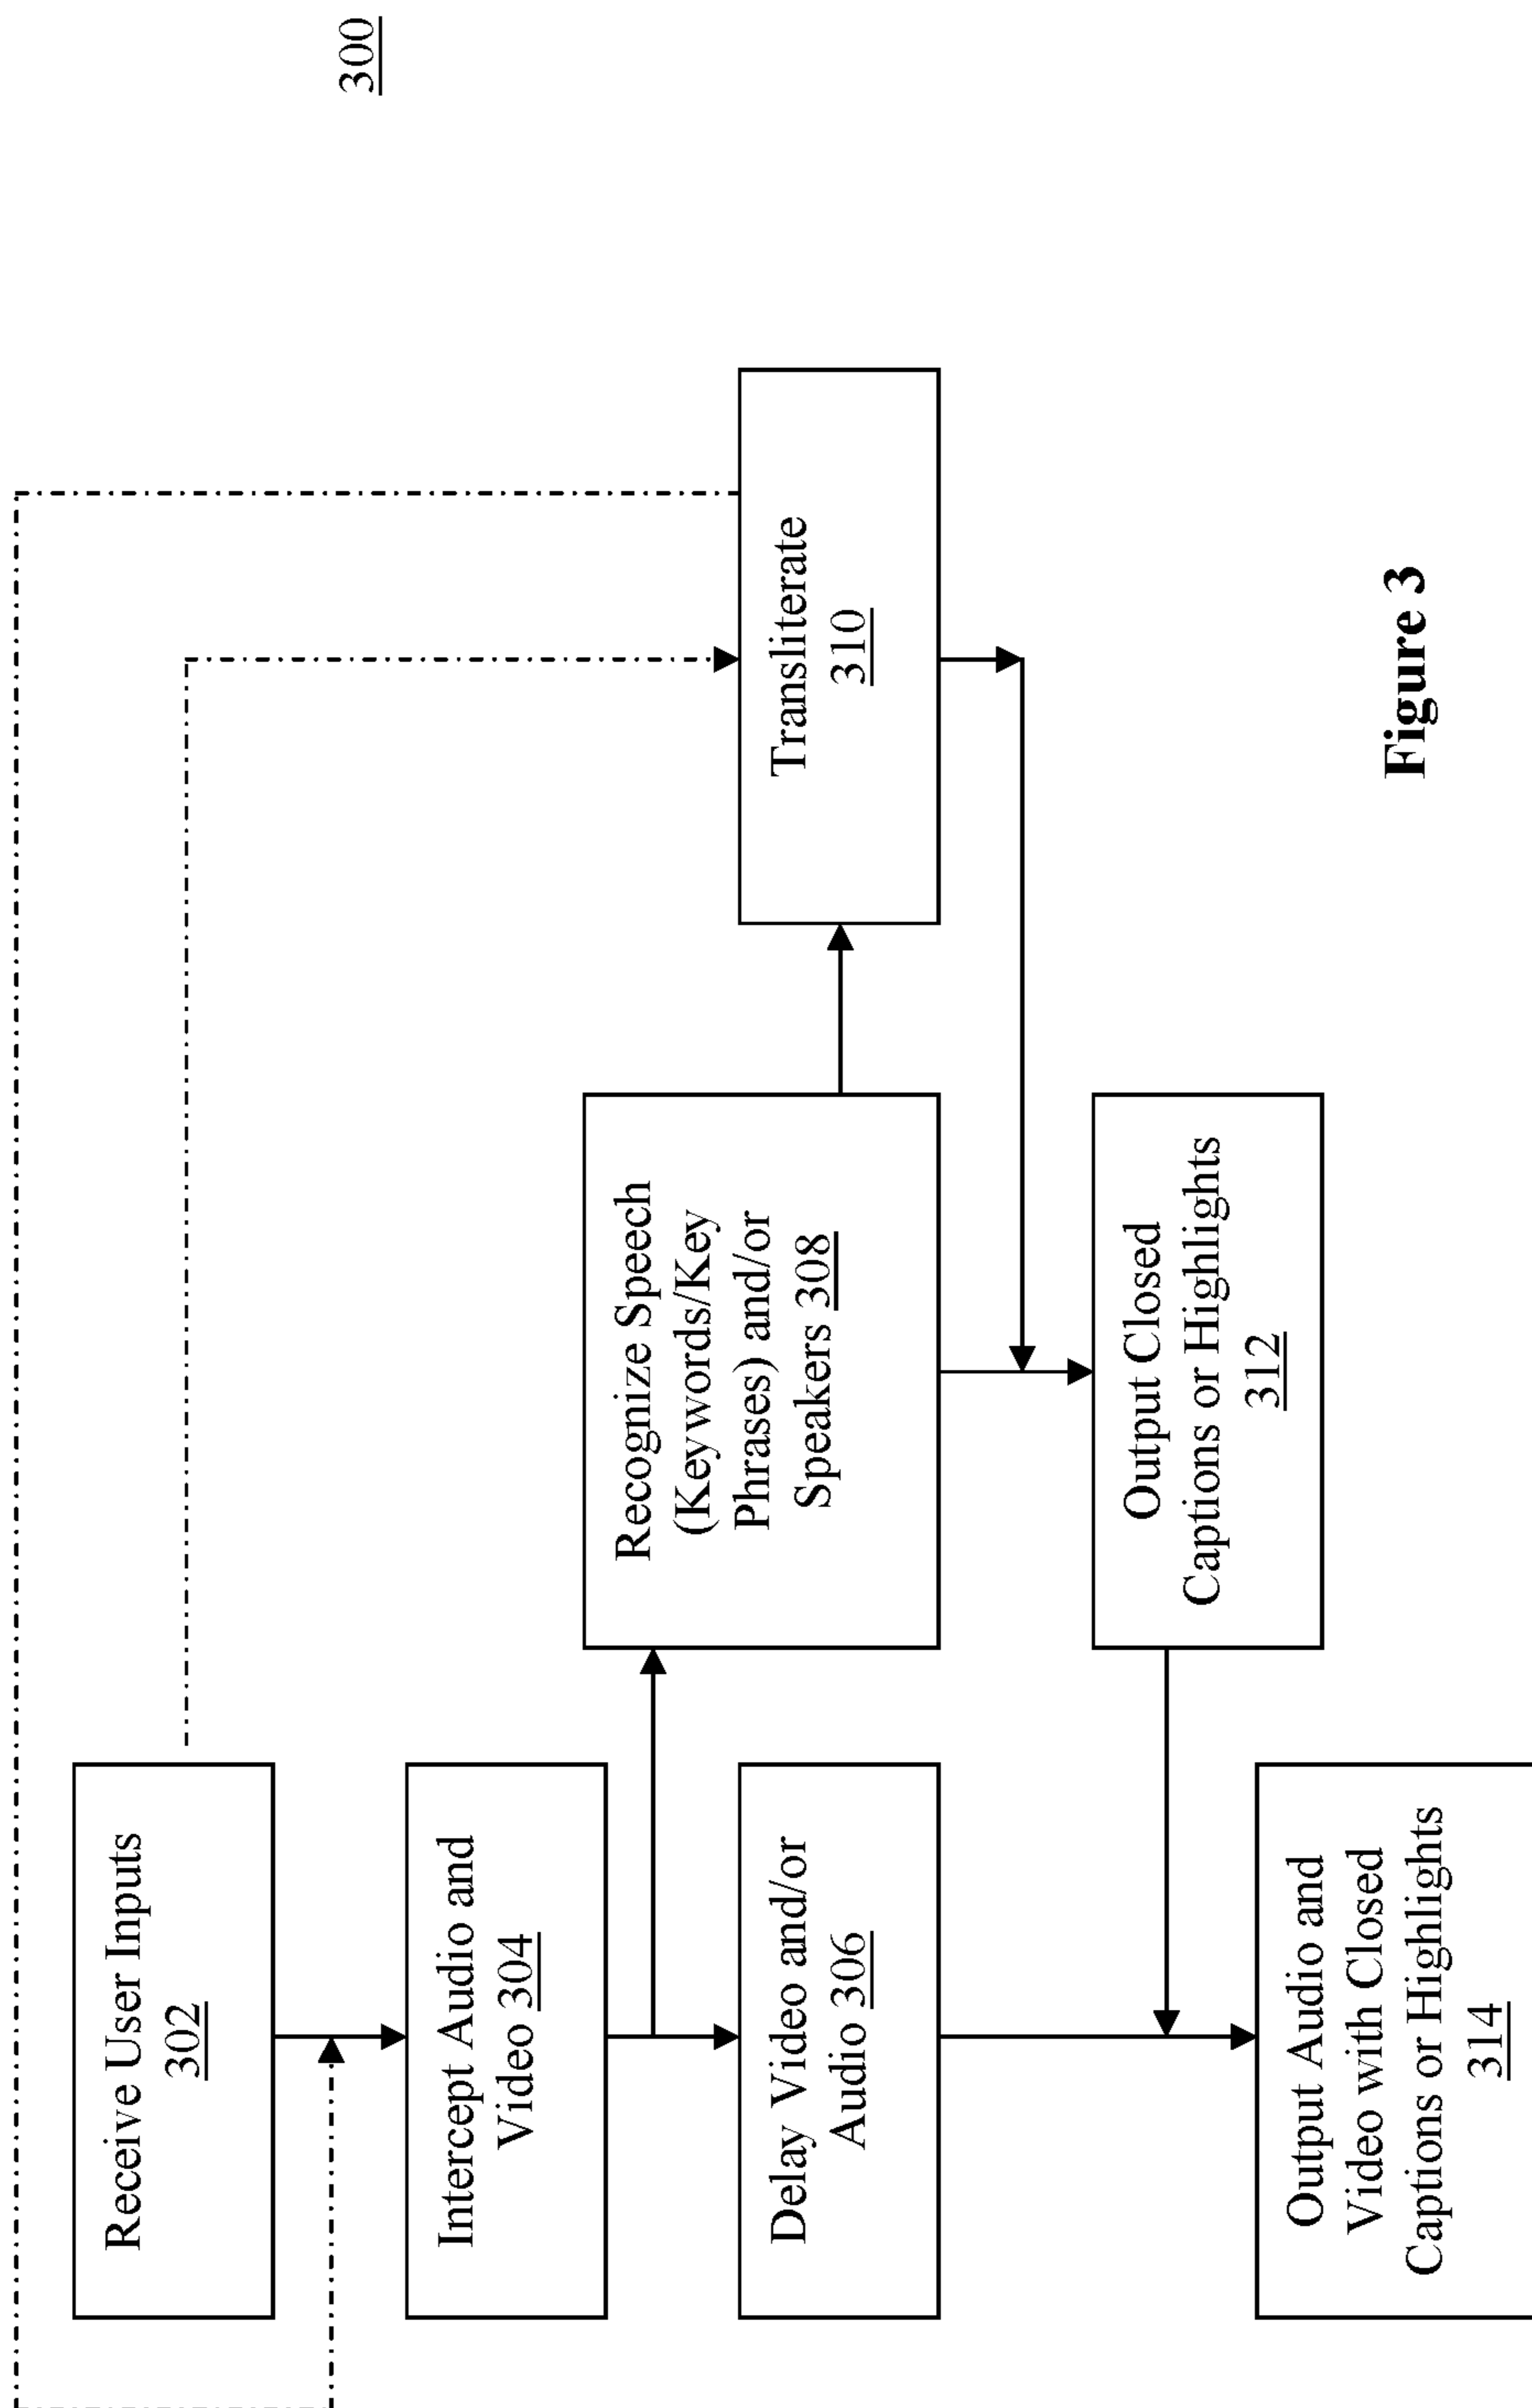 300
Receive User Inputs
302
Intercept Audio and
Video 304
Delay Video and/or
Audio 306
Recognize Speech
(Keywords/Key
Phrases) and/or
Speakers 308
Transliterate
310
Output Closed
Captions or Highlights
312
Output Audio and
Video with Closed
Captions or Highlights
314
Figure 3